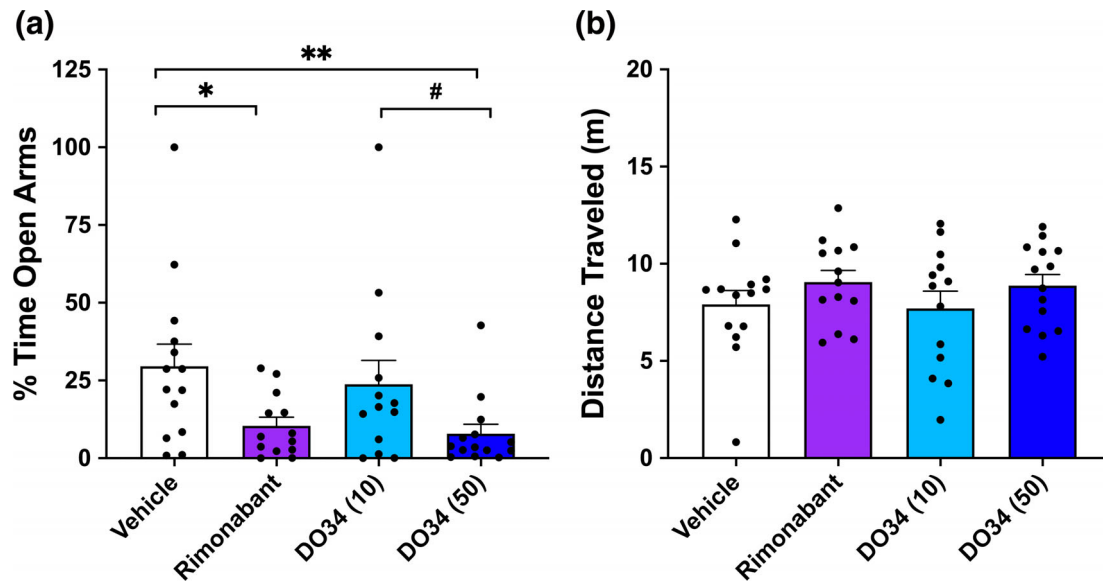 (a)
**
*
#
125
100
75
50
25
0
% Time Open Arms
Vehicle
Rimonabant
DO34 (10)
DO34 (50)
(b)
20
15
10
5
0
Distance Traveled (m)
Vehicle
Rimonabant
DO34 (10)
DO34 (50)